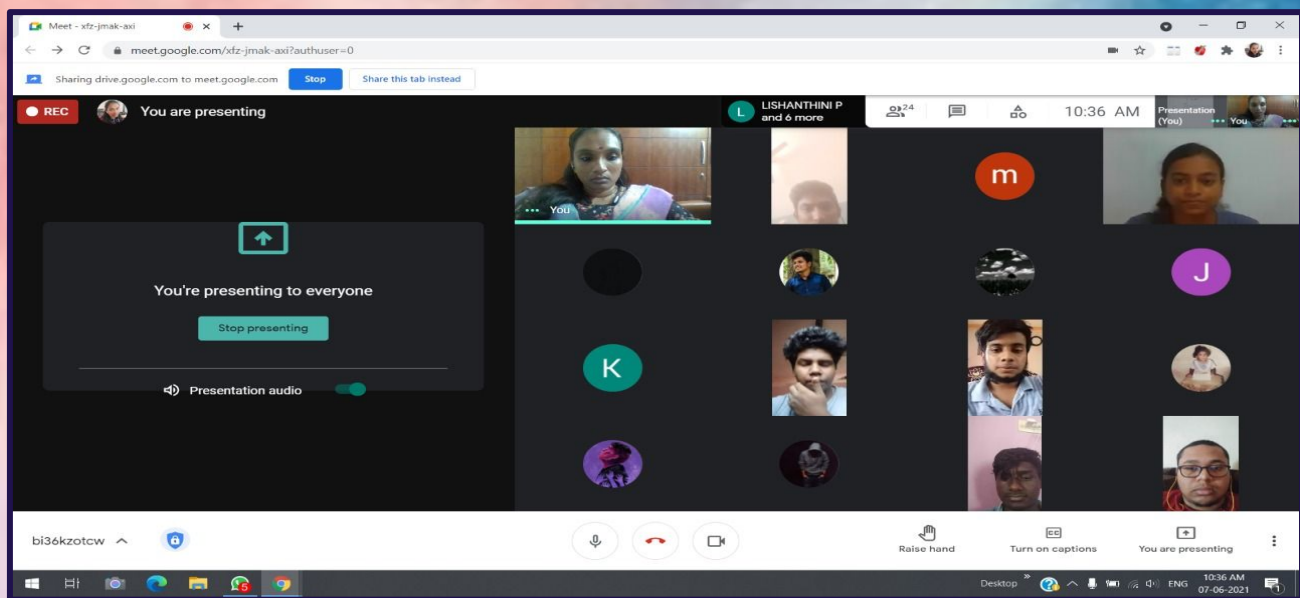 Meet - xfz-jmak-axi
meet.google.com/xfz-jmak-axi?authuser=0
Sharing drive.google.com to meet.google.com Stop Share this tab instead
REC You are presenting
L LISHANTHINI P
and 6 more
24
10:36 AM
Presentation
(You)
You
You
m
J
You're presenting to everyone
Stop presenting
K
Presentation audio
bi36kzotcw
Raise hand
CC
Turn on captions
You are presenting
5
Desktop
ENG
10:36 AM
07-06-2021
1